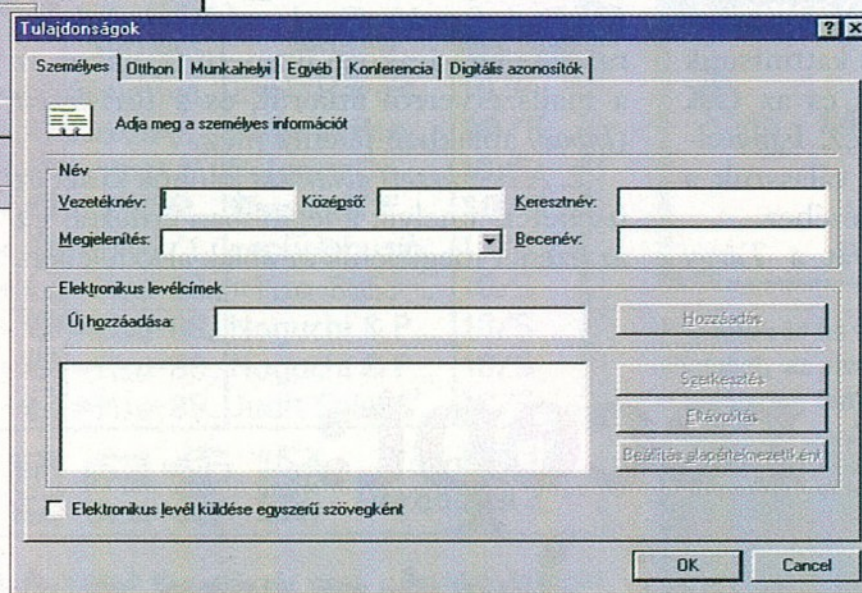 Tulajdonságok
Személyes Otthon Munkahelyi Egyéb Konferencia Digitális azonosítók
Adja meg a személyes információt
Név
Vezetéknév: Középső: Keresztnév:
Megjelenítés: Becenév:
Elektronikus levélcímek
Új hozzáadása: Hozzáadás
Szerkesztés
Eltávolítás
Beállítás alapértelmezettként
Elektronikus levél küldése egyszerű szövegként
OK Cancel